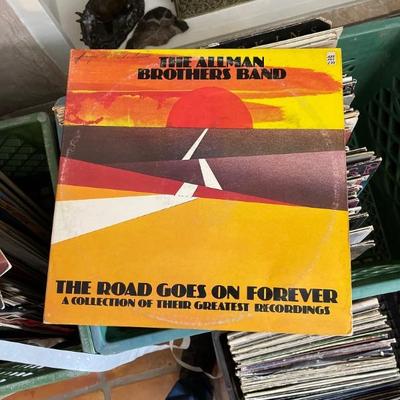 THE ALLMAN
BROTHERS BAND
THE ROAD GOES ON FOREVER
A COLLECTION OF THEIR GREATEST RECORDINGS